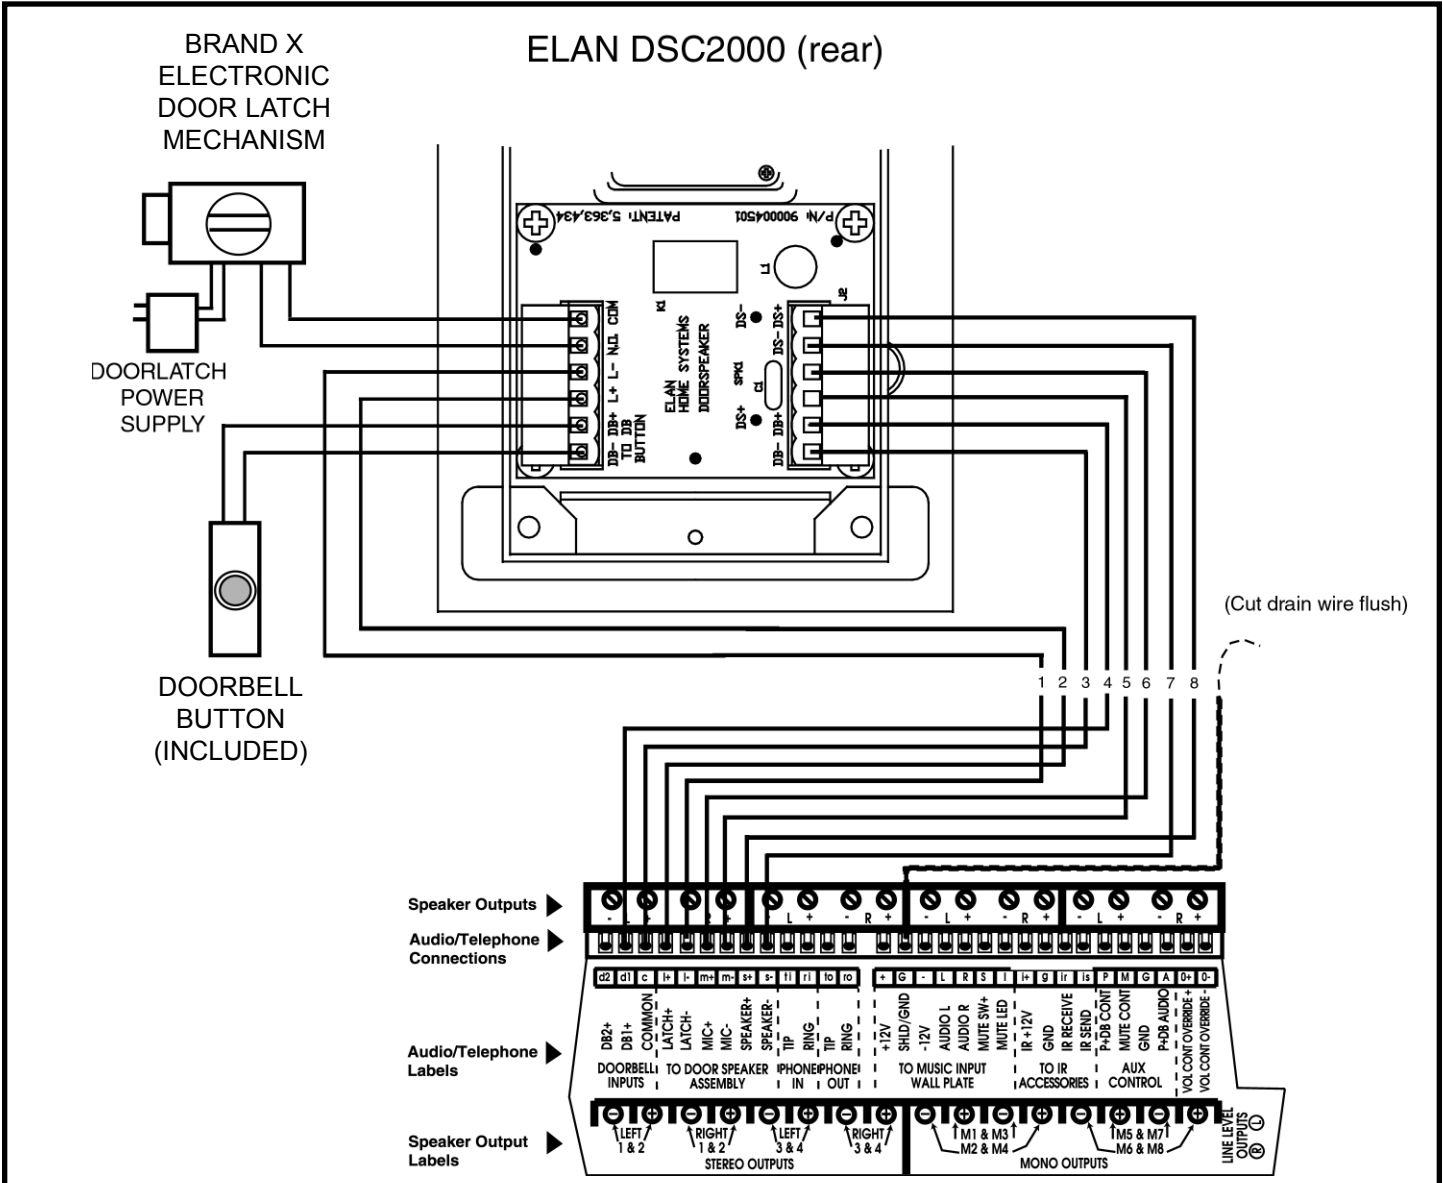 BRAND X
ELECTRONIC
DOOR LATCH
MECHANISM
ELAN DSC2000 (rear)
PATENT: 5,363,434
P/N: 900004501
K1
L1
J2
COM
N.O.
L-
L+
DB+
DB-
TO DB
BUTTON
ELAN
HOME SYSTEMS
DOORSPEAKER
DS-
SPK1
DS+
C1
DS+
DS-
DB+
DB-
DOORLATCH
POWER
SUPPLY
DOORBELL
BUTTON
(INCLUDED)
(Cut drain wire flush)
1 2 3 4 5 6 7 8
Speaker Outputs
- L + - R + - L + - R + - L + - R + - L + - R +
Audio/Telephone
Connections
d2 d1 c l+ l- m+ m- s+ s- ti ri to ro + G - L R S I i+ g ir is P M G A 0+ 0-
Audio/Telephone
Labels
DB2+
DB1+
COMMON
LATCH+
LATCH-
MIC+
MIC-
SPEAKER+
SPEAKER-
TIP
RING
TIP
RING
+12V
SHLD/GND
-12V
AUDIO L
AUDIO R
MUTE SW+
MUTE LED
IR +12V
GND
IR RECEIVE
IR SEND
P+DB CONT
MUTE CONT
GND
P+DB AUDIO
VOL CONT OVERRIDE +
VOL CONT OVERRIDE -
DOORBELL
INPUTS
TO DOOR SPEAKER
ASSEMBLY
PHONE
IN
PHONE
OUT
TO MUSIC INPUT
WALL PLATE
TO IR
ACCESSORIES
AUX
CONTROL
Speaker Output
Labels
LEFT
1 & 2
RIGHT
1 & 2
LEFT
3 & 4
RIGHT
3 & 4
M1 & M3
M2 & M4
M5 & M7
M6 & M8
STEREO OUTPUTS
MONO OUTPUTS
LINE LEVEL
OUTPUTS
R L